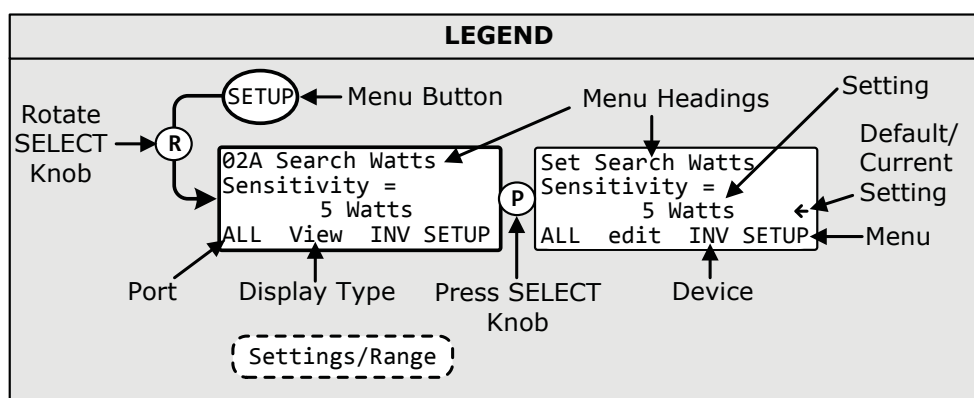 LEGEND
SETUP
Menu Button
Menu Headings
Setting
Rotate
SELECT
Knob
R
Default/
Current
Setting
02A Search Watts
Sensitivity =
5 Watts
ALL View INV SETUP
P
Set Search Watts
Sensitivity =
5 Watts ←
ALL edit INV SETUP
Menu
Port
Display Type
Press SELECT
Knob
Device
Settings/Range